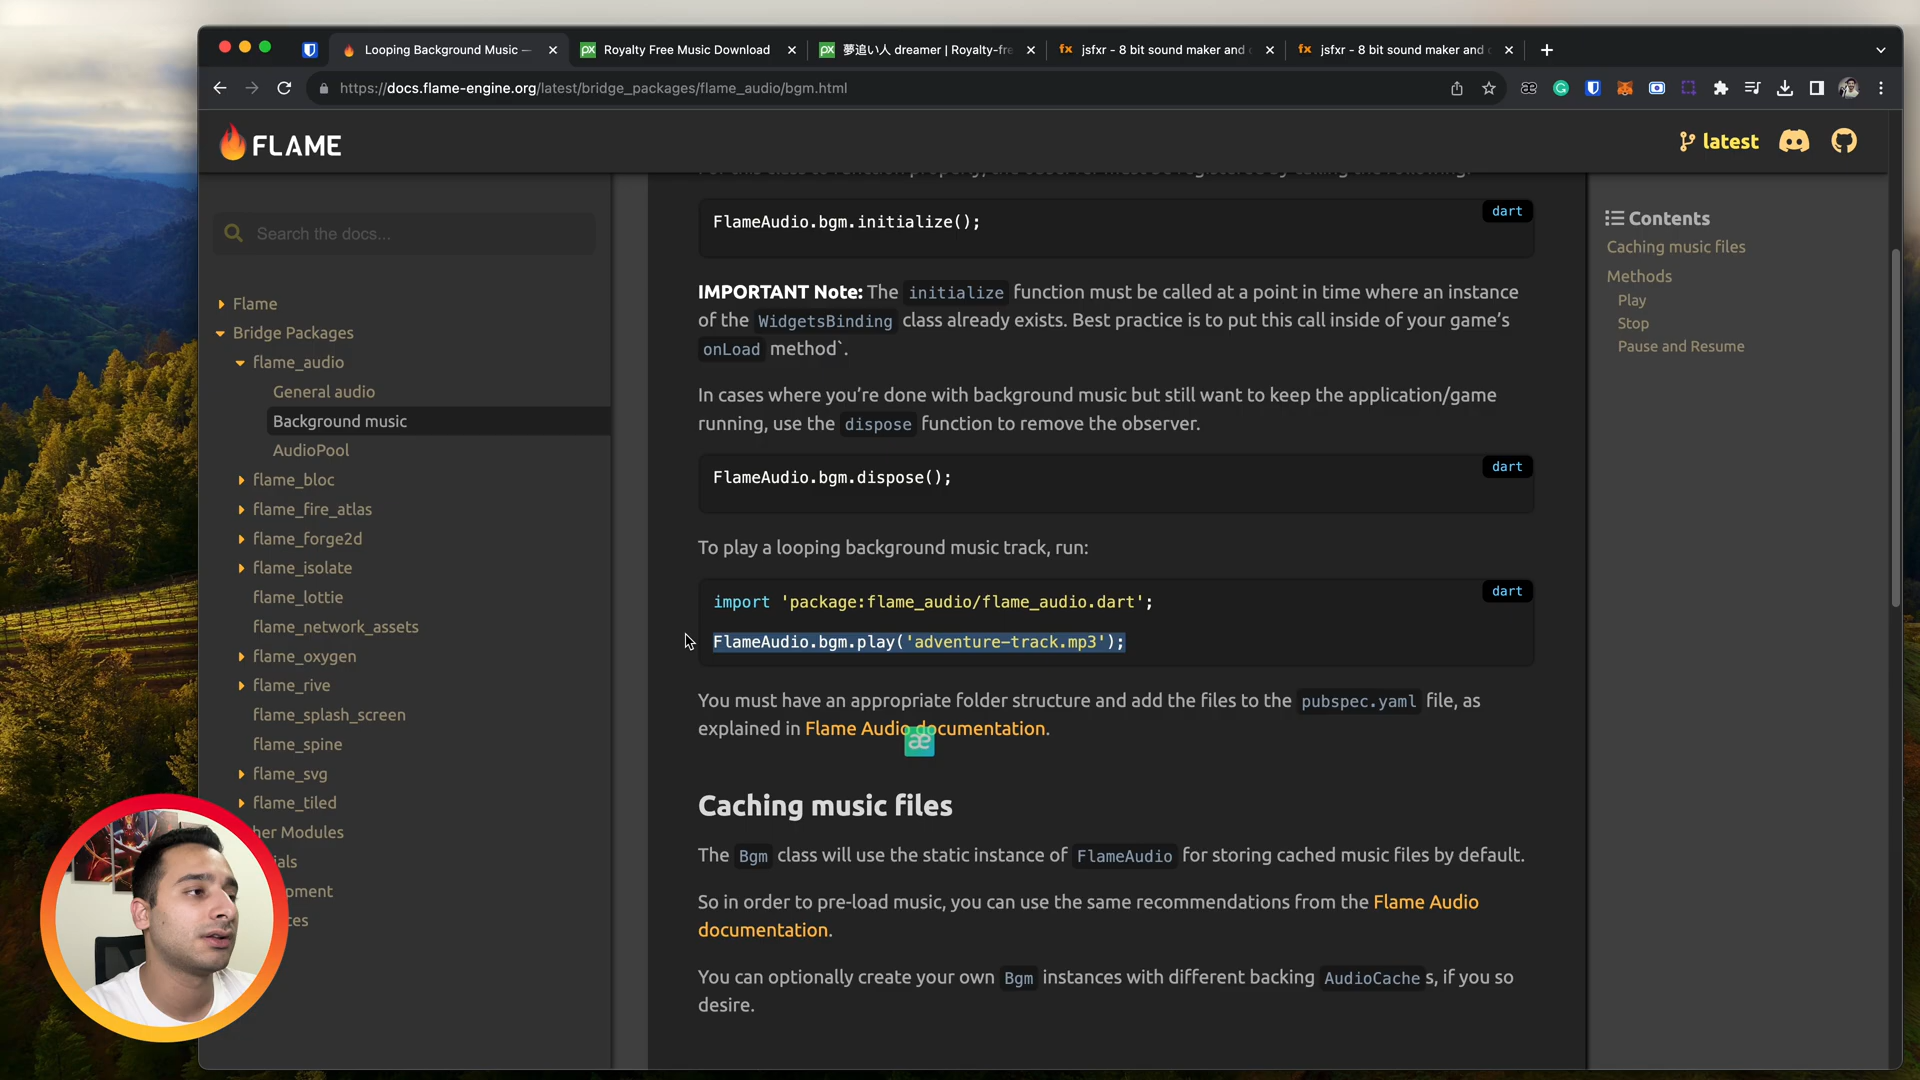 Looping Background Music —
Royalty Free Music Download
夢追い人 dreamer | Royalty-fre
jsfxr - 8 bit sound maker and
jsfxr - 8 bit sound maker and
https://docs.flame-engine.org/latest/bridge_packages/flame_audio/bgm.html
FLAME
latest
Search the docs...
Flame
Bridge Packages
flame_audio
General audio
Background music
AudioPool
flame_bloc
flame_fire_atlas
flame_forge2d
flame_isolate
flame_lottie
flame_network_assets
flame_oxygen
flame_rive
flame_splash_screen
flame_spine
flame_svg
flame_tiled
her Modules
ials
opment
ces
dart
FlameAudio.bgm.initialize();
IMPORTANT Note: The initialize function must be called at a point in time where an instance
of the WidgetsBinding class already exists. Best practice is to put this call inside of your game’s
onLoad method`.
In cases where you’re done with background music but still want to keep the application/game
running, use the dispose function to remove the observer.
dart
FlameAudio.bgm.dispose();
To play a looping background music track, run:
dart
import 'package:flame_audio/flame_audio.dart';
FlameAudio.bgm.play('adventure-track.mp3');
You must have an appropriate folder structure and add the files to the pubspec.yaml file, as
explained in Flame Audio documentation.
æ
Caching music files
The Bgm class will use the static instance of FlameAudio for storing cached music files by default.
So in order to pre-load music, you can use the same recommendations from the Flame Audio
documentation.
You can optionally create your own Bgm instances with different backing AudioCache s, if you so
desire.
Contents
Caching music files
Methods
Play
Stop
Pause and Resume